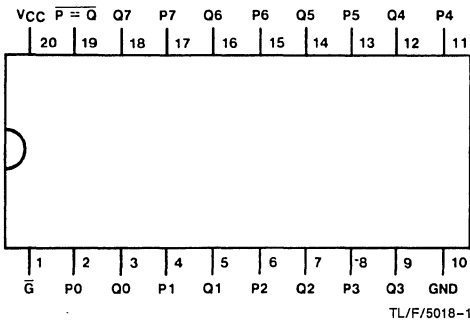 VCC P = Q Q7 P7 Q6 P6 Q5 P5 Q4 P4
20 19 18 17 16 15 14 13 12 11
1 2 3 4 5 6 7 8 9 10
G P0 Q0 P1 Q1 P2 Q2 P3 Q3 GND
TL/F/5018-1